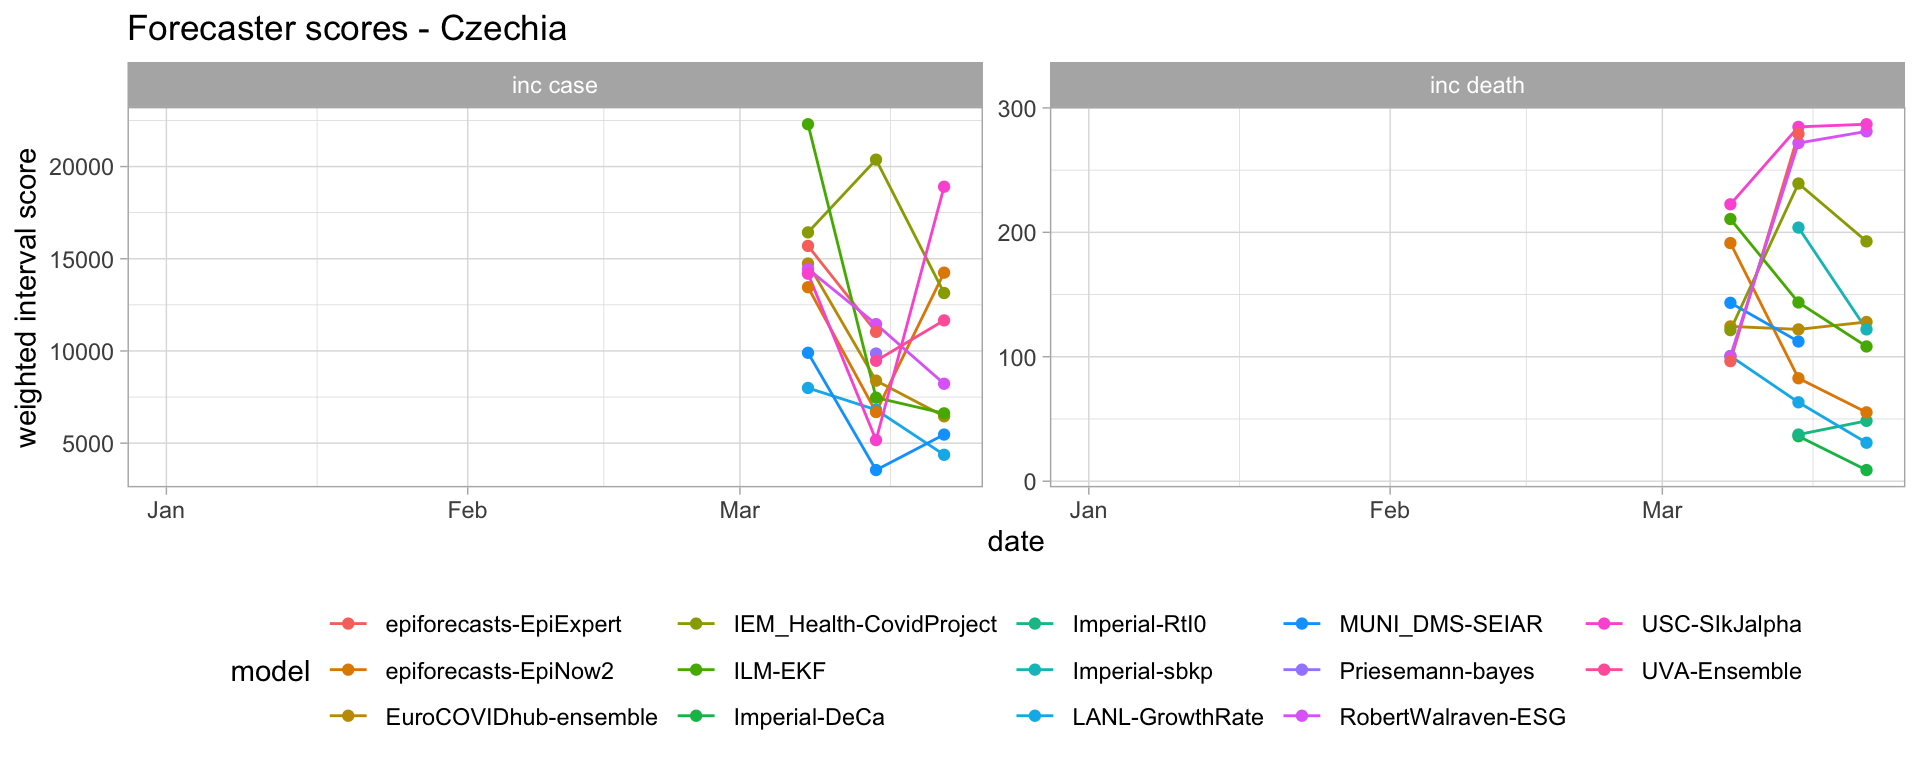 Forecaster scores - Czechia
inc case
inc death
weighted interval score
20000
15000
10000
5000
300
200
100
0
Jan
Feb
Mar
Jan
Feb
Mar
date
model
epiforecasts-EpiExpert
epiforecasts-EpiNow2
EuroCOVIDhub-ensemble
IEM_Health-CovidProject
ILM-EKF
Imperial-DeCa
Imperial-RtI0
Imperial-sbkp
LANL-GrowthRate
MUNI_DMS-SEIAR
Priesemann-bayes
RobertWalraven-ESG
USC-SIkJalpha
UVA-Ensemble